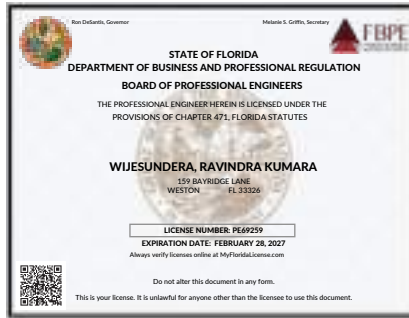 Ron DeSantis, Governor
Melanie S. Griffin, Secretary
FBPE
STATE OF FLORIDA
DEPARTMENT OF BUSINESS AND PROFESSIONAL REGULATION
BOARD OF PROFESSIONAL ENGINEERS
THE PROFESSIONAL ENGINEER HEREIN IS LICENSED UNDER THE
PROVISIONS OF CHAPTER 471, FLORIDA STATUTES
WIJESUNDERA, RAVINDRA KUMARA
159 BAYRIDGE LANE
WESTON FL 33326
LICENSE NUMBER: PE69259
EXPIRATION DATE: FEBRUARY 28, 2027
Always verify licenses online at MyFloridaLicense.com
Do not alter this document in any form.
This is your license. It is unlawful for anyone other than the licensee to use this document.